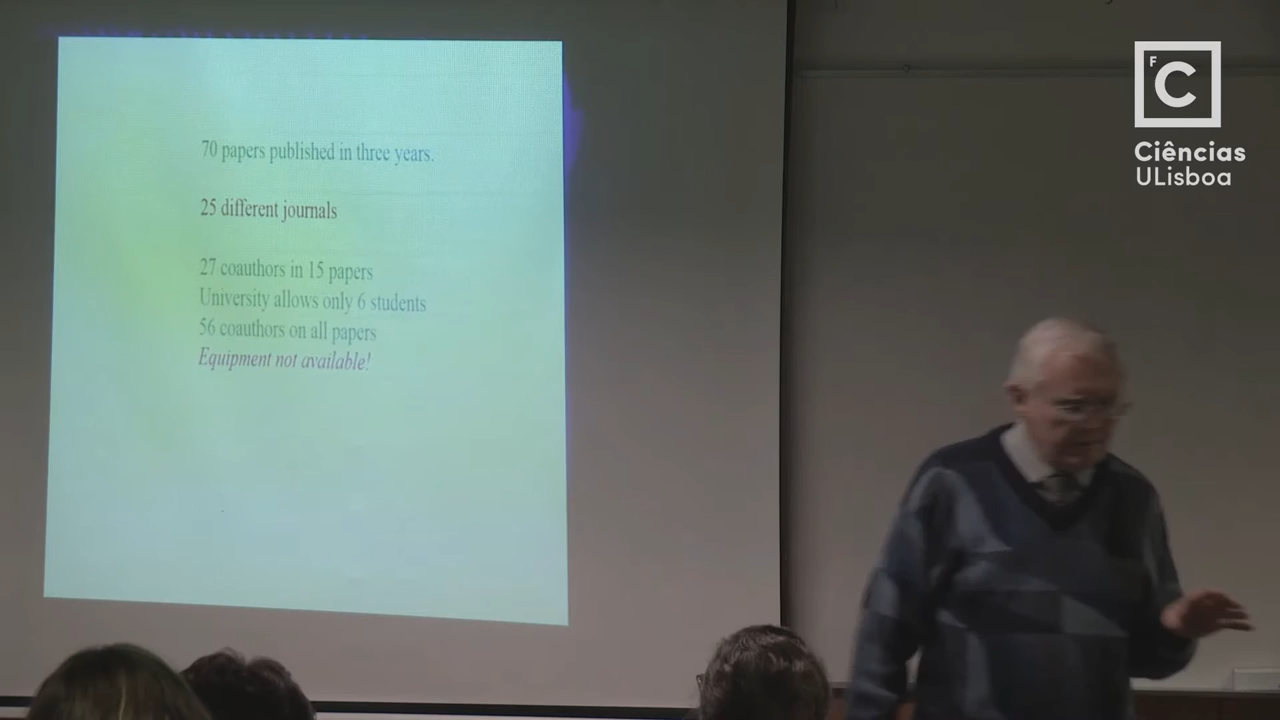 70 papers published in three years.
25 different journals
27 coauthors in 15 papers
University allows only 6 students
56 coauthors on all papers
Equipment not available!
F
C
Ciências
ULisboa